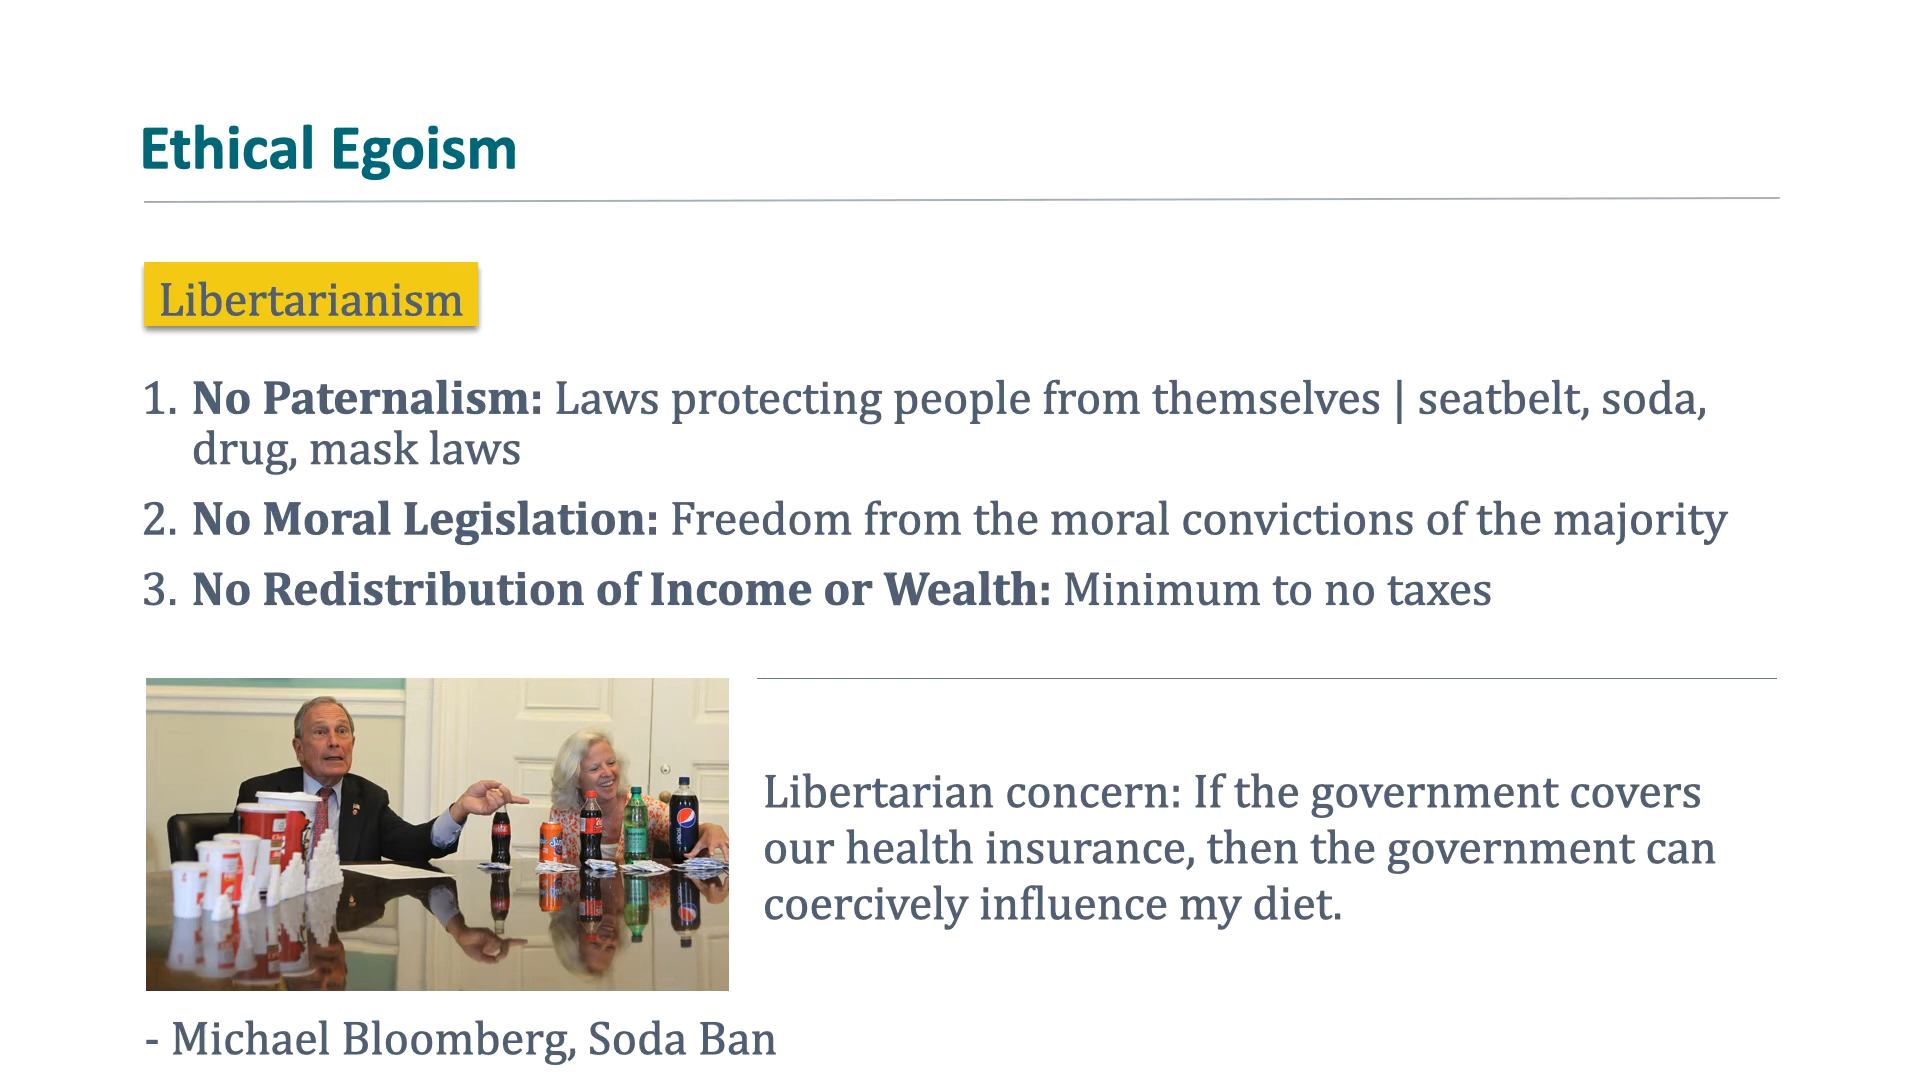 Ethical Egoism
Libertarianism
1. No Paternalism: Laws protecting people from themselves | seatbelt, soda,
drug, mask laws
2. No Moral Legislation: Freedom from the moral convictions of the majority
3. No Redistribution of Income or Wealth: Minimum to no taxes
Libertarian concern: If the government covers
our health insurance, then the government can
coercively influence my diet.
- Michael Bloomberg, Soda Ban